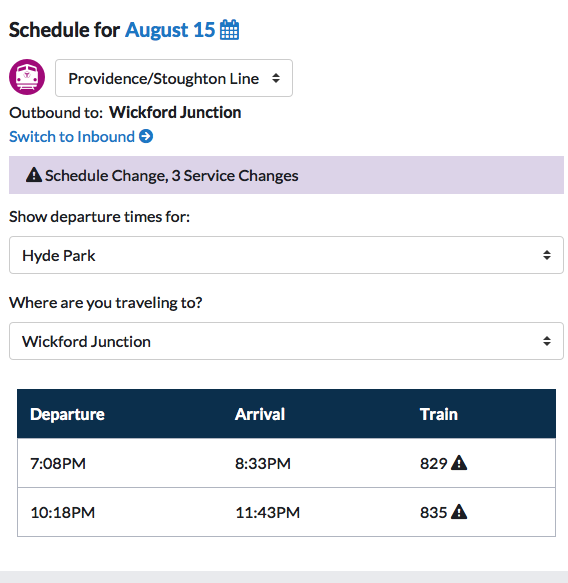 Schedule for August 15
Providence/Stoughton Line
Outbound to: Wickford Junction
Switch to Inbound
Schedule Change, 3 Service Changes
Show departure times for:
Hyde Park
Where are you traveling to?
Wickford Junction
Departure Arrival Train
7:08PM 8:33PM 829
10:18PM 11:43PM 835